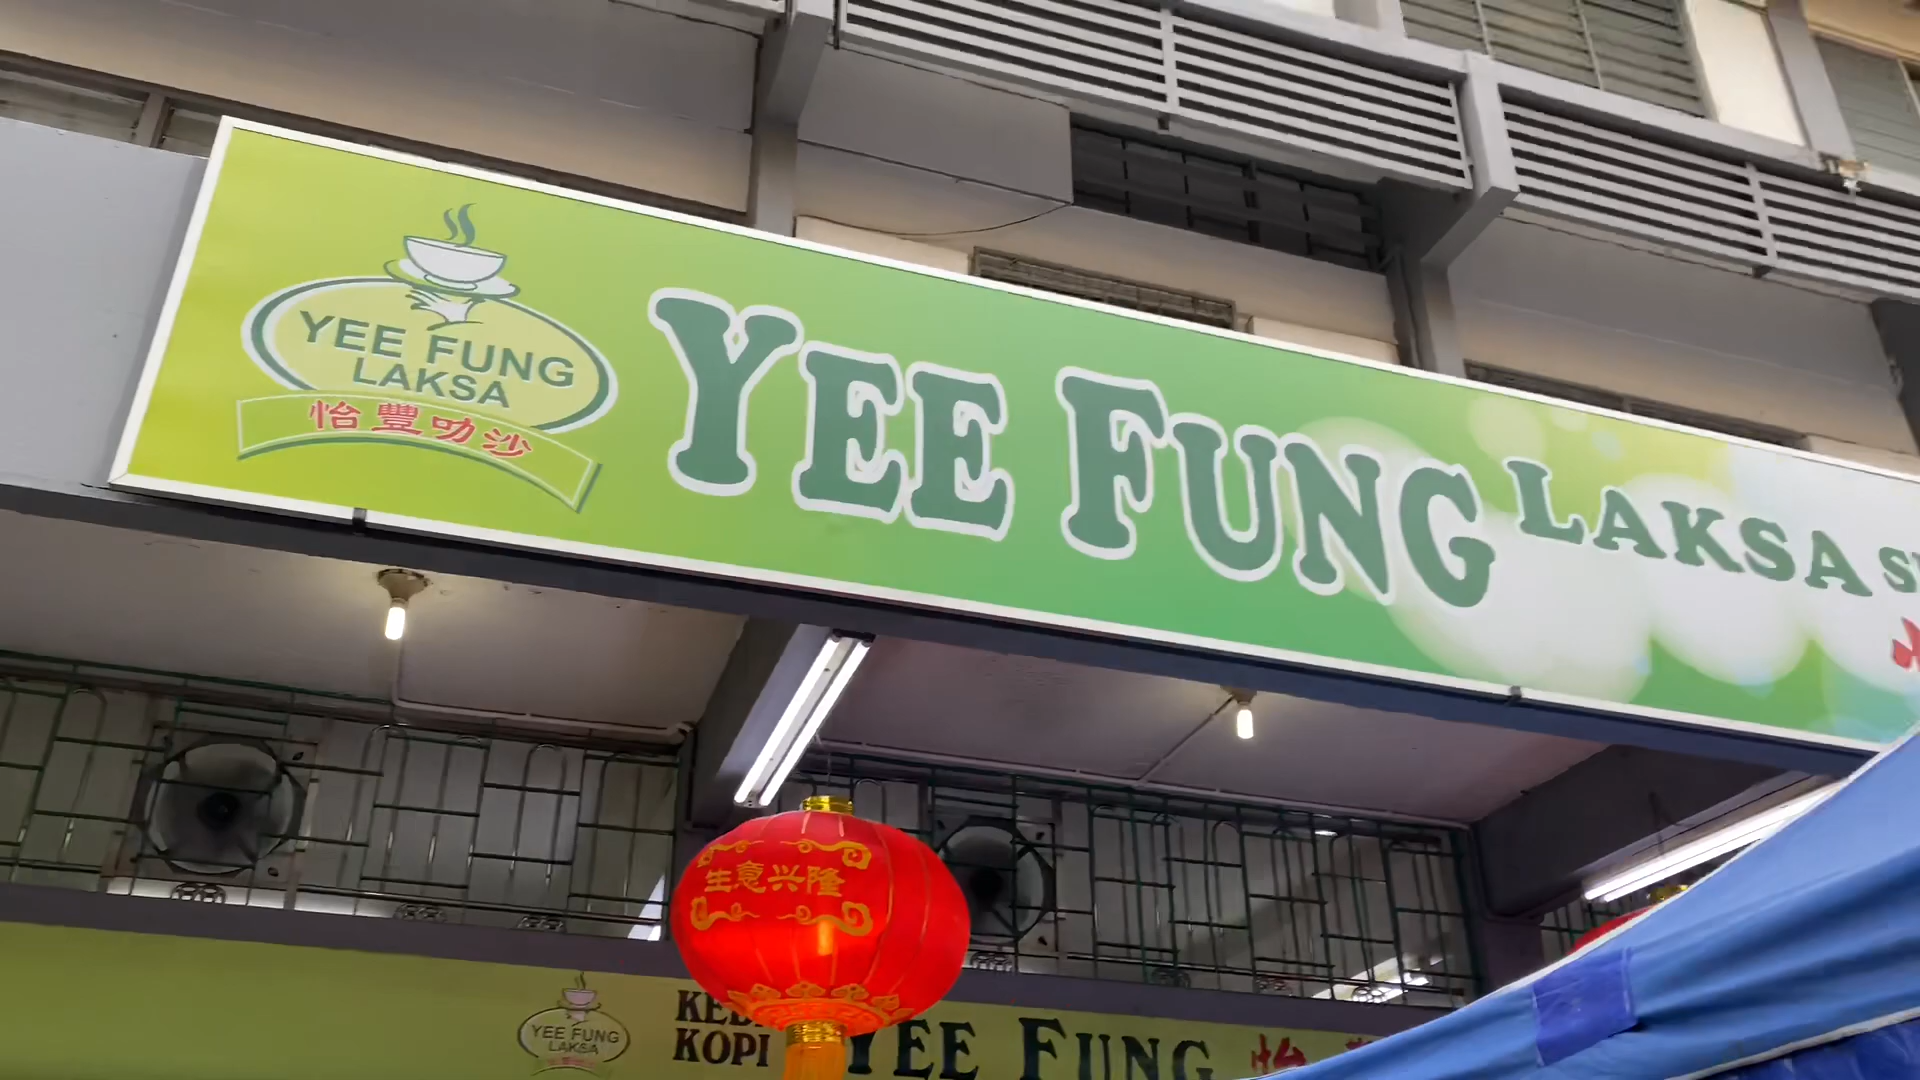 YEE FUNG
LAKSA
怡豐叻沙
YEE FUNG LAKSA
生意兴隆
YEE FUNG
LAKSA
KOPI
YEE FUNG 怡